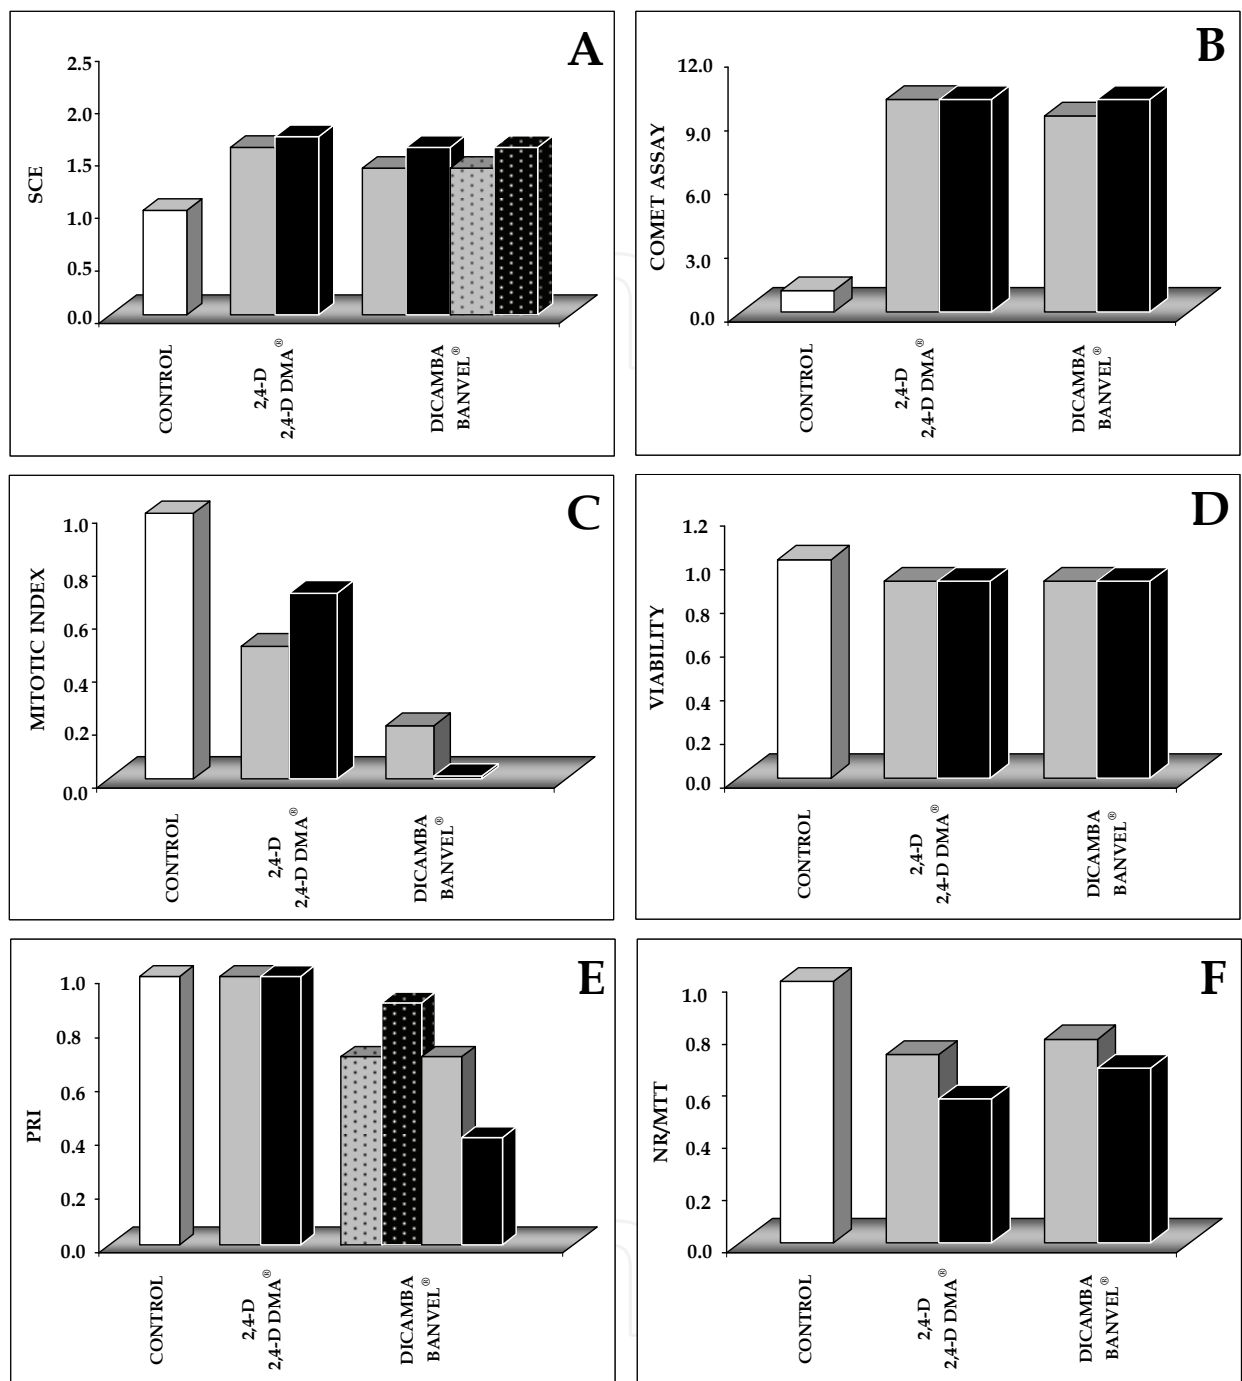 A
2.5
2.0
1.5
1.0
0.5
0.0
SCE
CONTROL
2,4-D
2,4-D DMA®
DICAMBA
BANVEL®
B
12.0
9.0
6.0
3.0
0.0
COMET ASSAY
CONTROL
2,4-D
2,4-D DMA®
DICAMBA
BANVEL®
C
1.0
0.8
0.6
0.4
0.2
0.0
MITOTIC INDEX
CONTROL
2,4-D
2,4-D DMA®
DICAMBA
BANVEL®
D
1.2
1.0
0.8
0.6
0.4
0.2
0.0
VIABILITY
CONTROL
2,4-D
2,4-D DMA®
DICAMBA
BANVEL®
E
1.0
0.8
0.6
0.4
0.2
0.0
PRI
CONTROL
2,4-D
2,4-D DMA®
DICAMBA
BANVEL®
F
1.0
0.8
0.6
0.4
0.2
0.0
NR/MTT
CONTROL
2,4-D
2,4-D DMA®
DICAMBA
BANVEL®